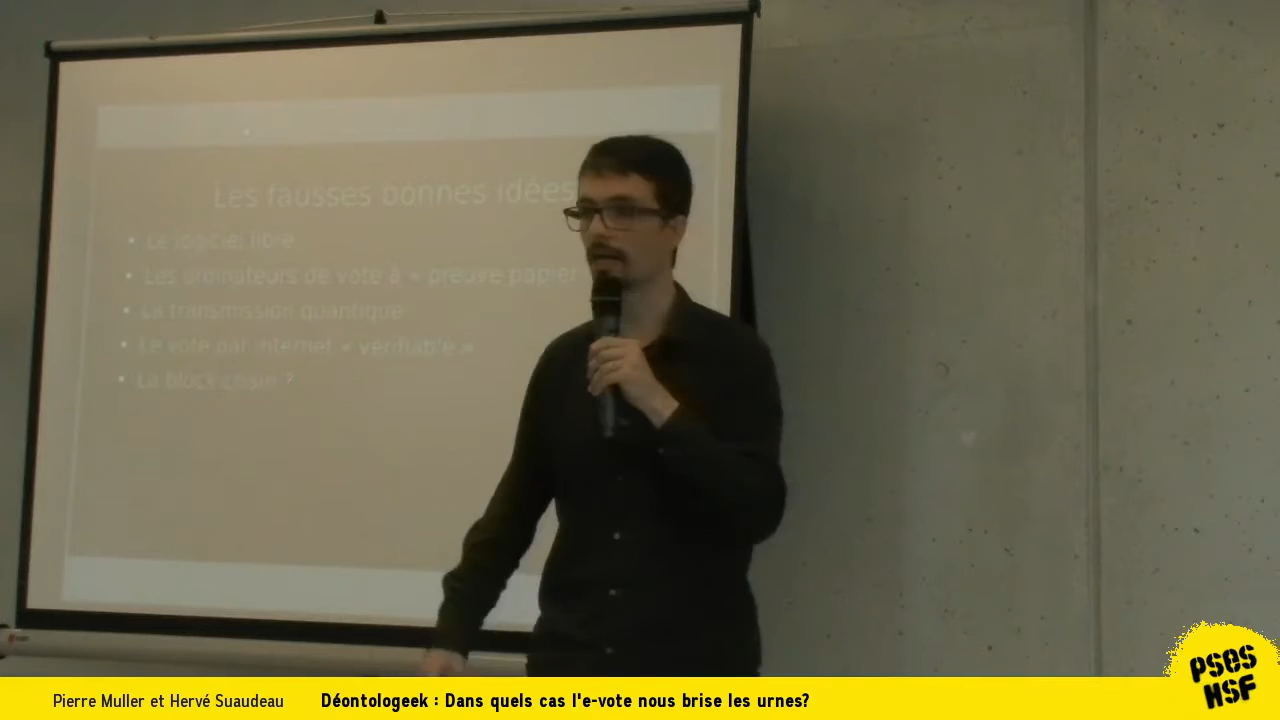 Les fausses bonnes idées
• Le logiciel libre
• Les ordinateurs de vote à « preuve papier
• La transmission quantique
• Le vote par internet « vérifiable »
• La block chain ?
PSES
HSF
Pierre Muller et Hervé Suaudeau
Déontologeek : Dans quels cas l'e-vote nous brise les urnes?